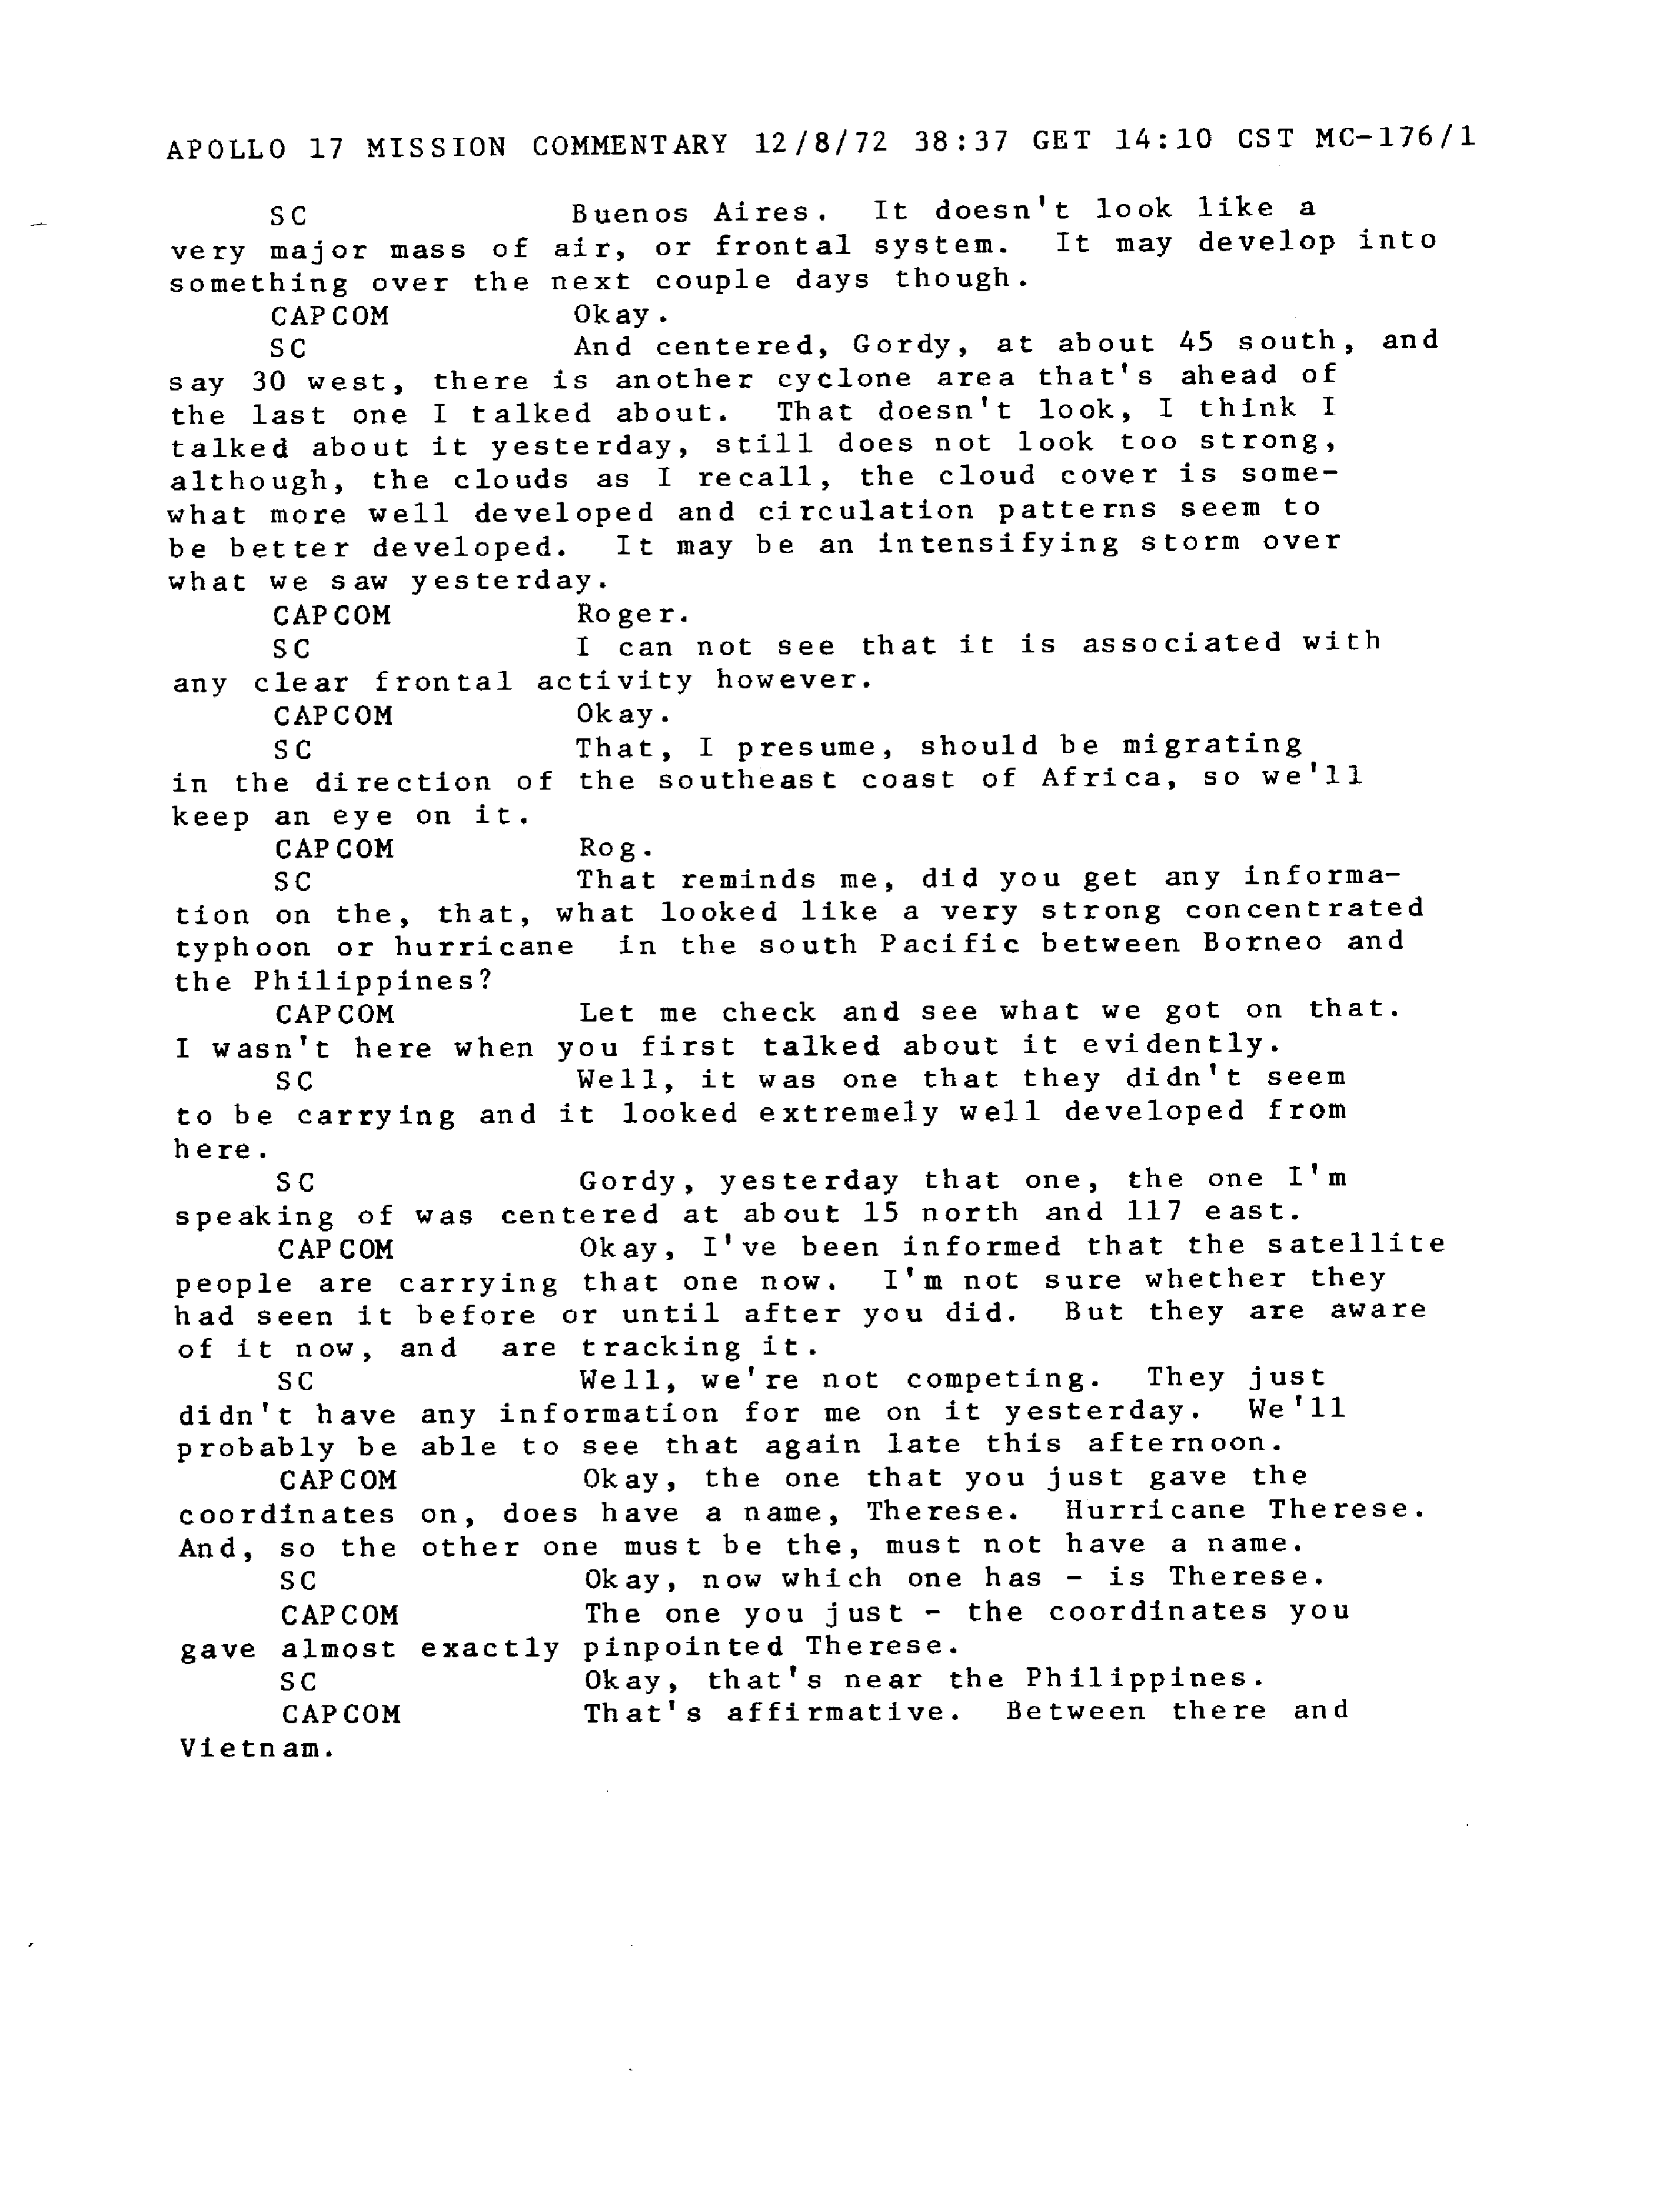 APOLLO 17 MISSION COMMENTARY 12/8/72 38:37 GET 14:10 CST MC-176/1
SC Buenos Aires. It doesn't look like a
very major mass of air, or frontal system. It may develop into
something over the next couple days though.
CAPCOM Okay.
SC And centered, Gordy, at about 45 south, and
say 30 west, there is another cyclone area that's ahead of
the last one I talked about. That doesn't look, I think I
talked about it yesterday, still does not look too strong,
although, the clouds as I recall, the cloud cover is some-
what more well developed and circulation patterns seem to
be better developed. It may be an intensifying storm over
what we saw yesterday.
CAPCOM Roger.
SC I can not see that it is associated with
any clear frontal activity however.
CAPCOM Okay.
SC That, I presume, should be migrating
in the direction of the southeast coast of Africa, so we'll
keep an eye on it.
CAPCOM Rog.
SC That reminds me, did you get any informa-
tion on the, that, what looked like a very strong concentrated
typhoon or hurricane in the south Pacific between Borneo and
the Philippines?
CAPCOM Let me check and see what we got on that.
I wasn't here when you first talked about it evidently.
SC Well, it was one that they didn't seem
to be carrying and it looked extremely well developed from
here.
SC Gordy, yesterday that one, the one I'm
speaking of was centered at about 15 north and 117 east.
CAPCOM Okay, I've been informed that the satellite
people are carrying that one now. I'm not sure whether they
had seen it before or until after you did. But they are aware
of it now, and are tracking it.
SC Well, we're not competing. They just
didn't have any information for me on it yesterday. We'll
probably be able to see that again late this afternoon.
CAPCOM Okay, the one that you just gave the
coordinates on, does have a name, Therese. Hurricane Therese.
And, so the other one must be the, must not have a name.
SC Okay, now which one has - is Therese.
CAPCOM The one you just - the coordinates you
gave almost exactly pinpointed Therese.
SC Okay, that's near the Philippines.
CAPCOM That's affirmative. Between there and
Vietnam.